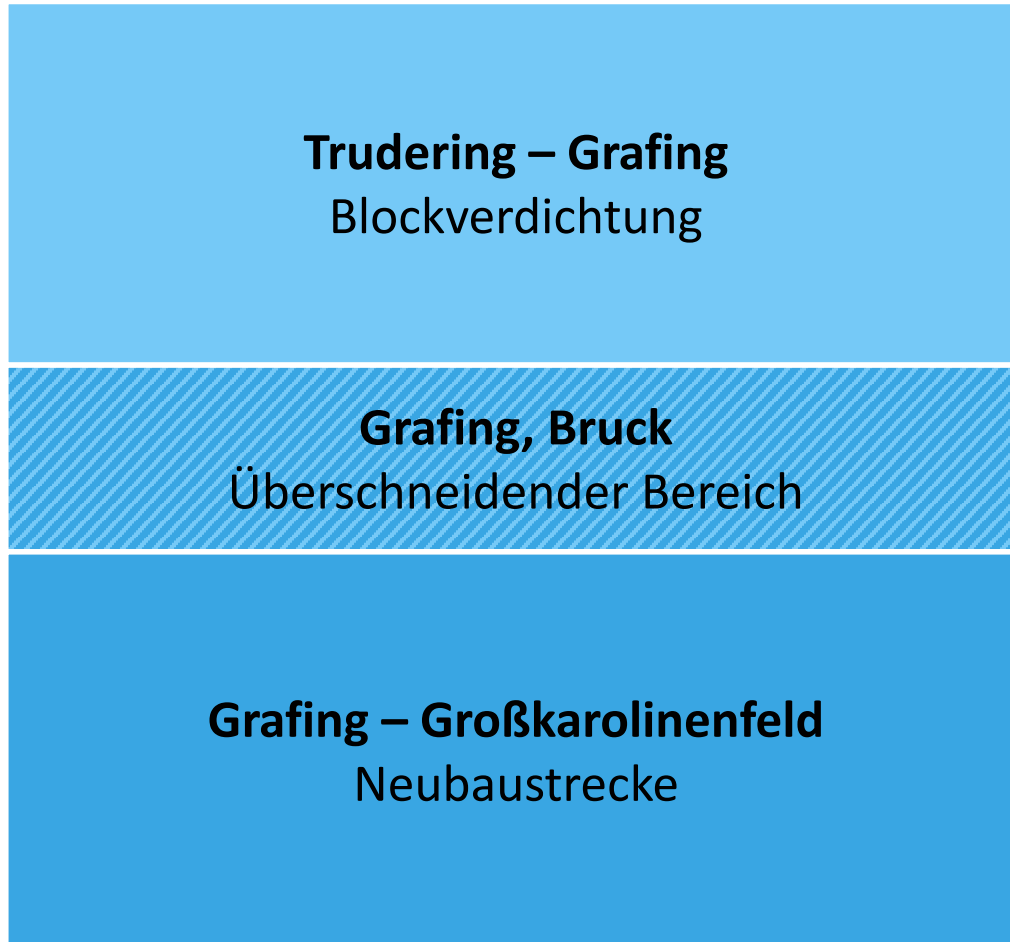 Trudering – Grafing
Blockverdichtung
Grafing, Bruck
Überschneidender Bereich
Grafing – Großkarolinenfeld
Neubaustrecke